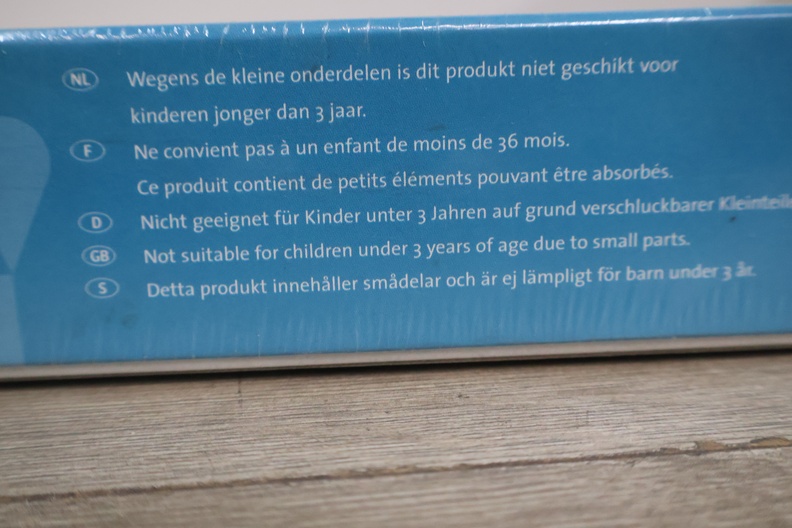 NL Wegens de kleine onderdelen is dit produkt niet geschikt voor
kinderen jonger dan 3 jaar.
F Ne convient pas à un enfant de moins de 36 mois.
Ce produit contient de petits éléments pouvant être absorbés.
D Nicht geeignet für Kinder unter 3 Jahren auf grund verschluckbarer
GB Not suitable for children under 3 years of age due to small parts.
S Detta produkt innehåller smådelar och är ej lämpligt för barn under 3 år.